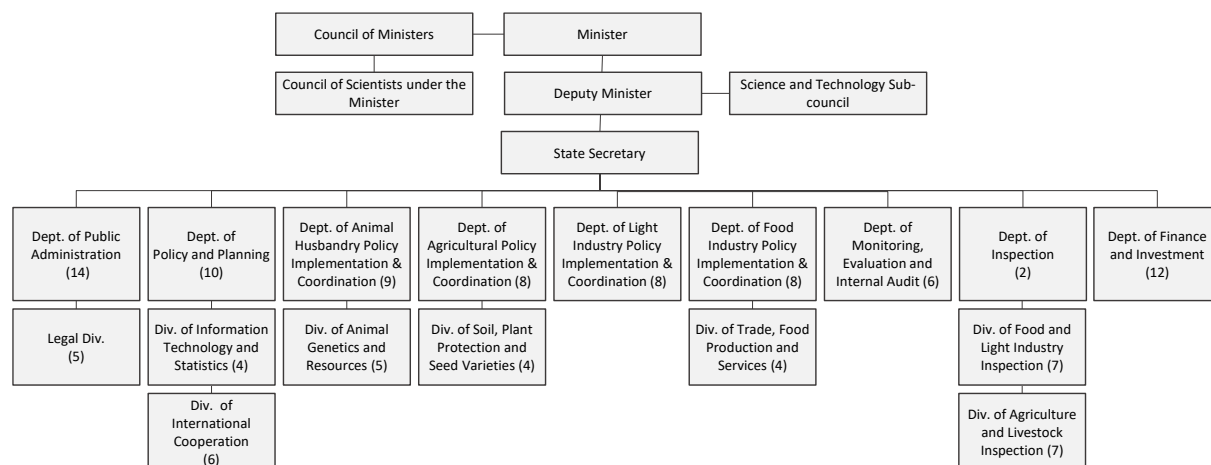 Council of Ministers
Minister
Council of Scientists under the
Minister
Deputy Minister
Science and Technology Sub-
council
State Secretary
Dept. of Public
Administration
(14)
Dept. of
Policy and Planning
(10)
Dept. of Animal
Husbandry Policy
Implementation &
Coordination (9)
Dept. of
Agricultural Policy
Implementation &
Coordination (8)
Dept. of Light
Industry Policy
Implementation &
Coordination (8)
Dept. of Food
Industry Policy
Implementation &
Coordination (8)
Dept. of
Monitoring,
Evaluation and
Internal Audit (6)
Dept. of
Inspection
(2)
Dept. of Finance
and Investment
(12)
Legal Div.
(5)
Div. of Information
Technology and
Statistics (4)
Div. of Animal
Genetics and
Resources (5)
Div. of Soil, Plant
Protection and
Seed Varieties (4)
Div. of Trade, Food
Production and
Services (4)
Div. of Food and
Light Industry
Inspection
(7)
Div. of
International
Cooperation
(6)
Div. of Agriculture
and Livestock
Inspection (7)